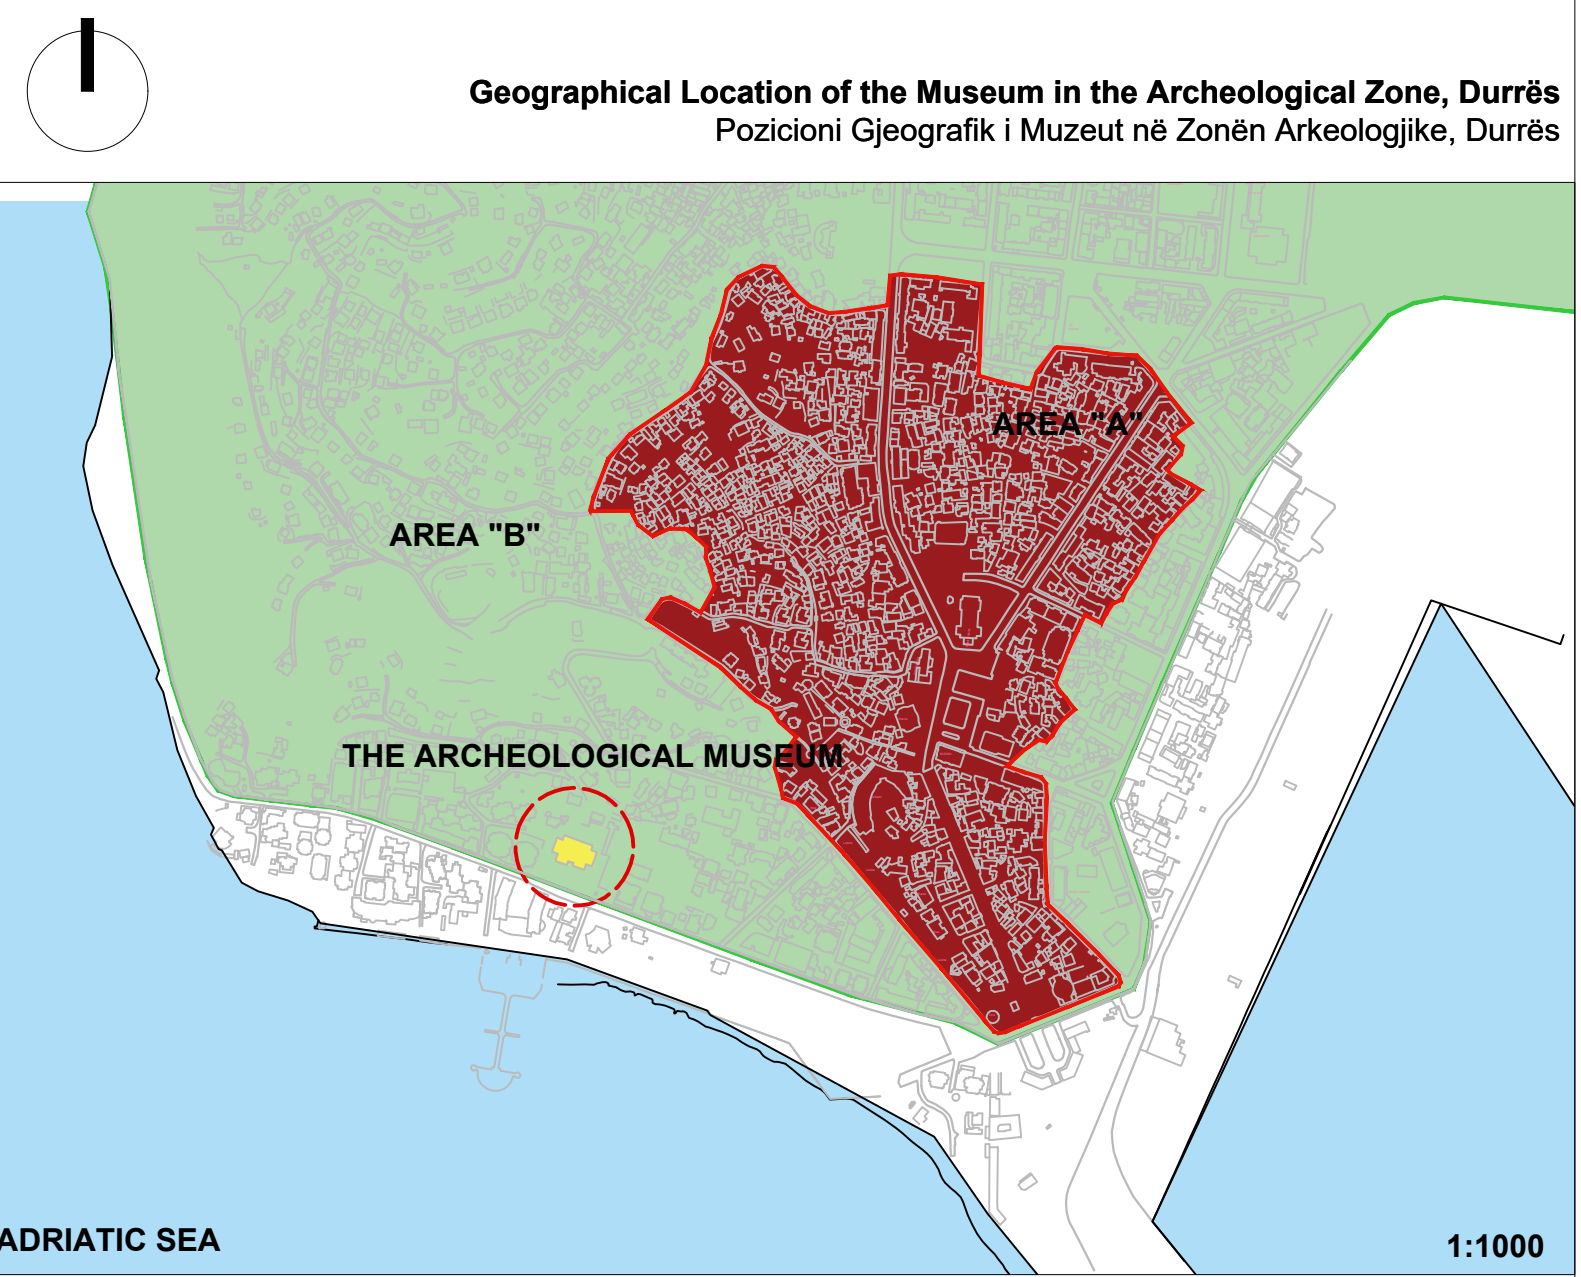 Geographical Location of the Museum in the Archeological Zone, Durrës
Pozicioni Gjeografik i Muzeut në Zonën Arkeologjike, Durrës
AREA "A"
AREA "B"
THE ARCHEOLOGICAL MUSEUM
ADRIATIC SEA
1:1000